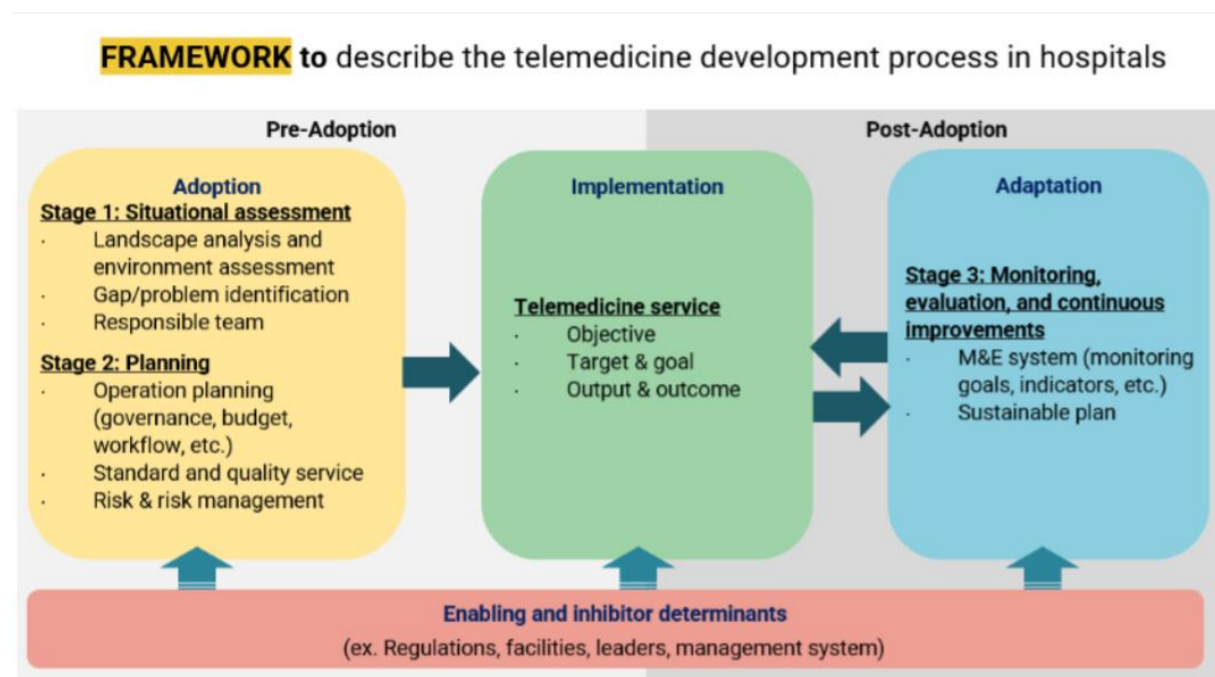 FRAMEWORK to describe the telemedicine development process in hospitals
Pre-Adoption
Post-Adoption
Adoption
Stage 1: Situational assessment
· Landscape analysis and
environment assessment
· Gap/problem identification
· Responsible team
Stage 2: Planning
· Operation planning
(governance, budget,
workflow, etc.)
· Standard and quality service
· Risk & risk management
Implementation
Telemedicine service
· Objective
· Target & goal
· Output & outcome
Adaptation
Stage 3: Monitoring,
evaluation, and continuous
improvements
· M&E system (monitoring
goals, indicators, etc.)
· Sustainable plan
Enabling and inhibitor determinants
(ex. Regulations, facilities, leaders, management system)